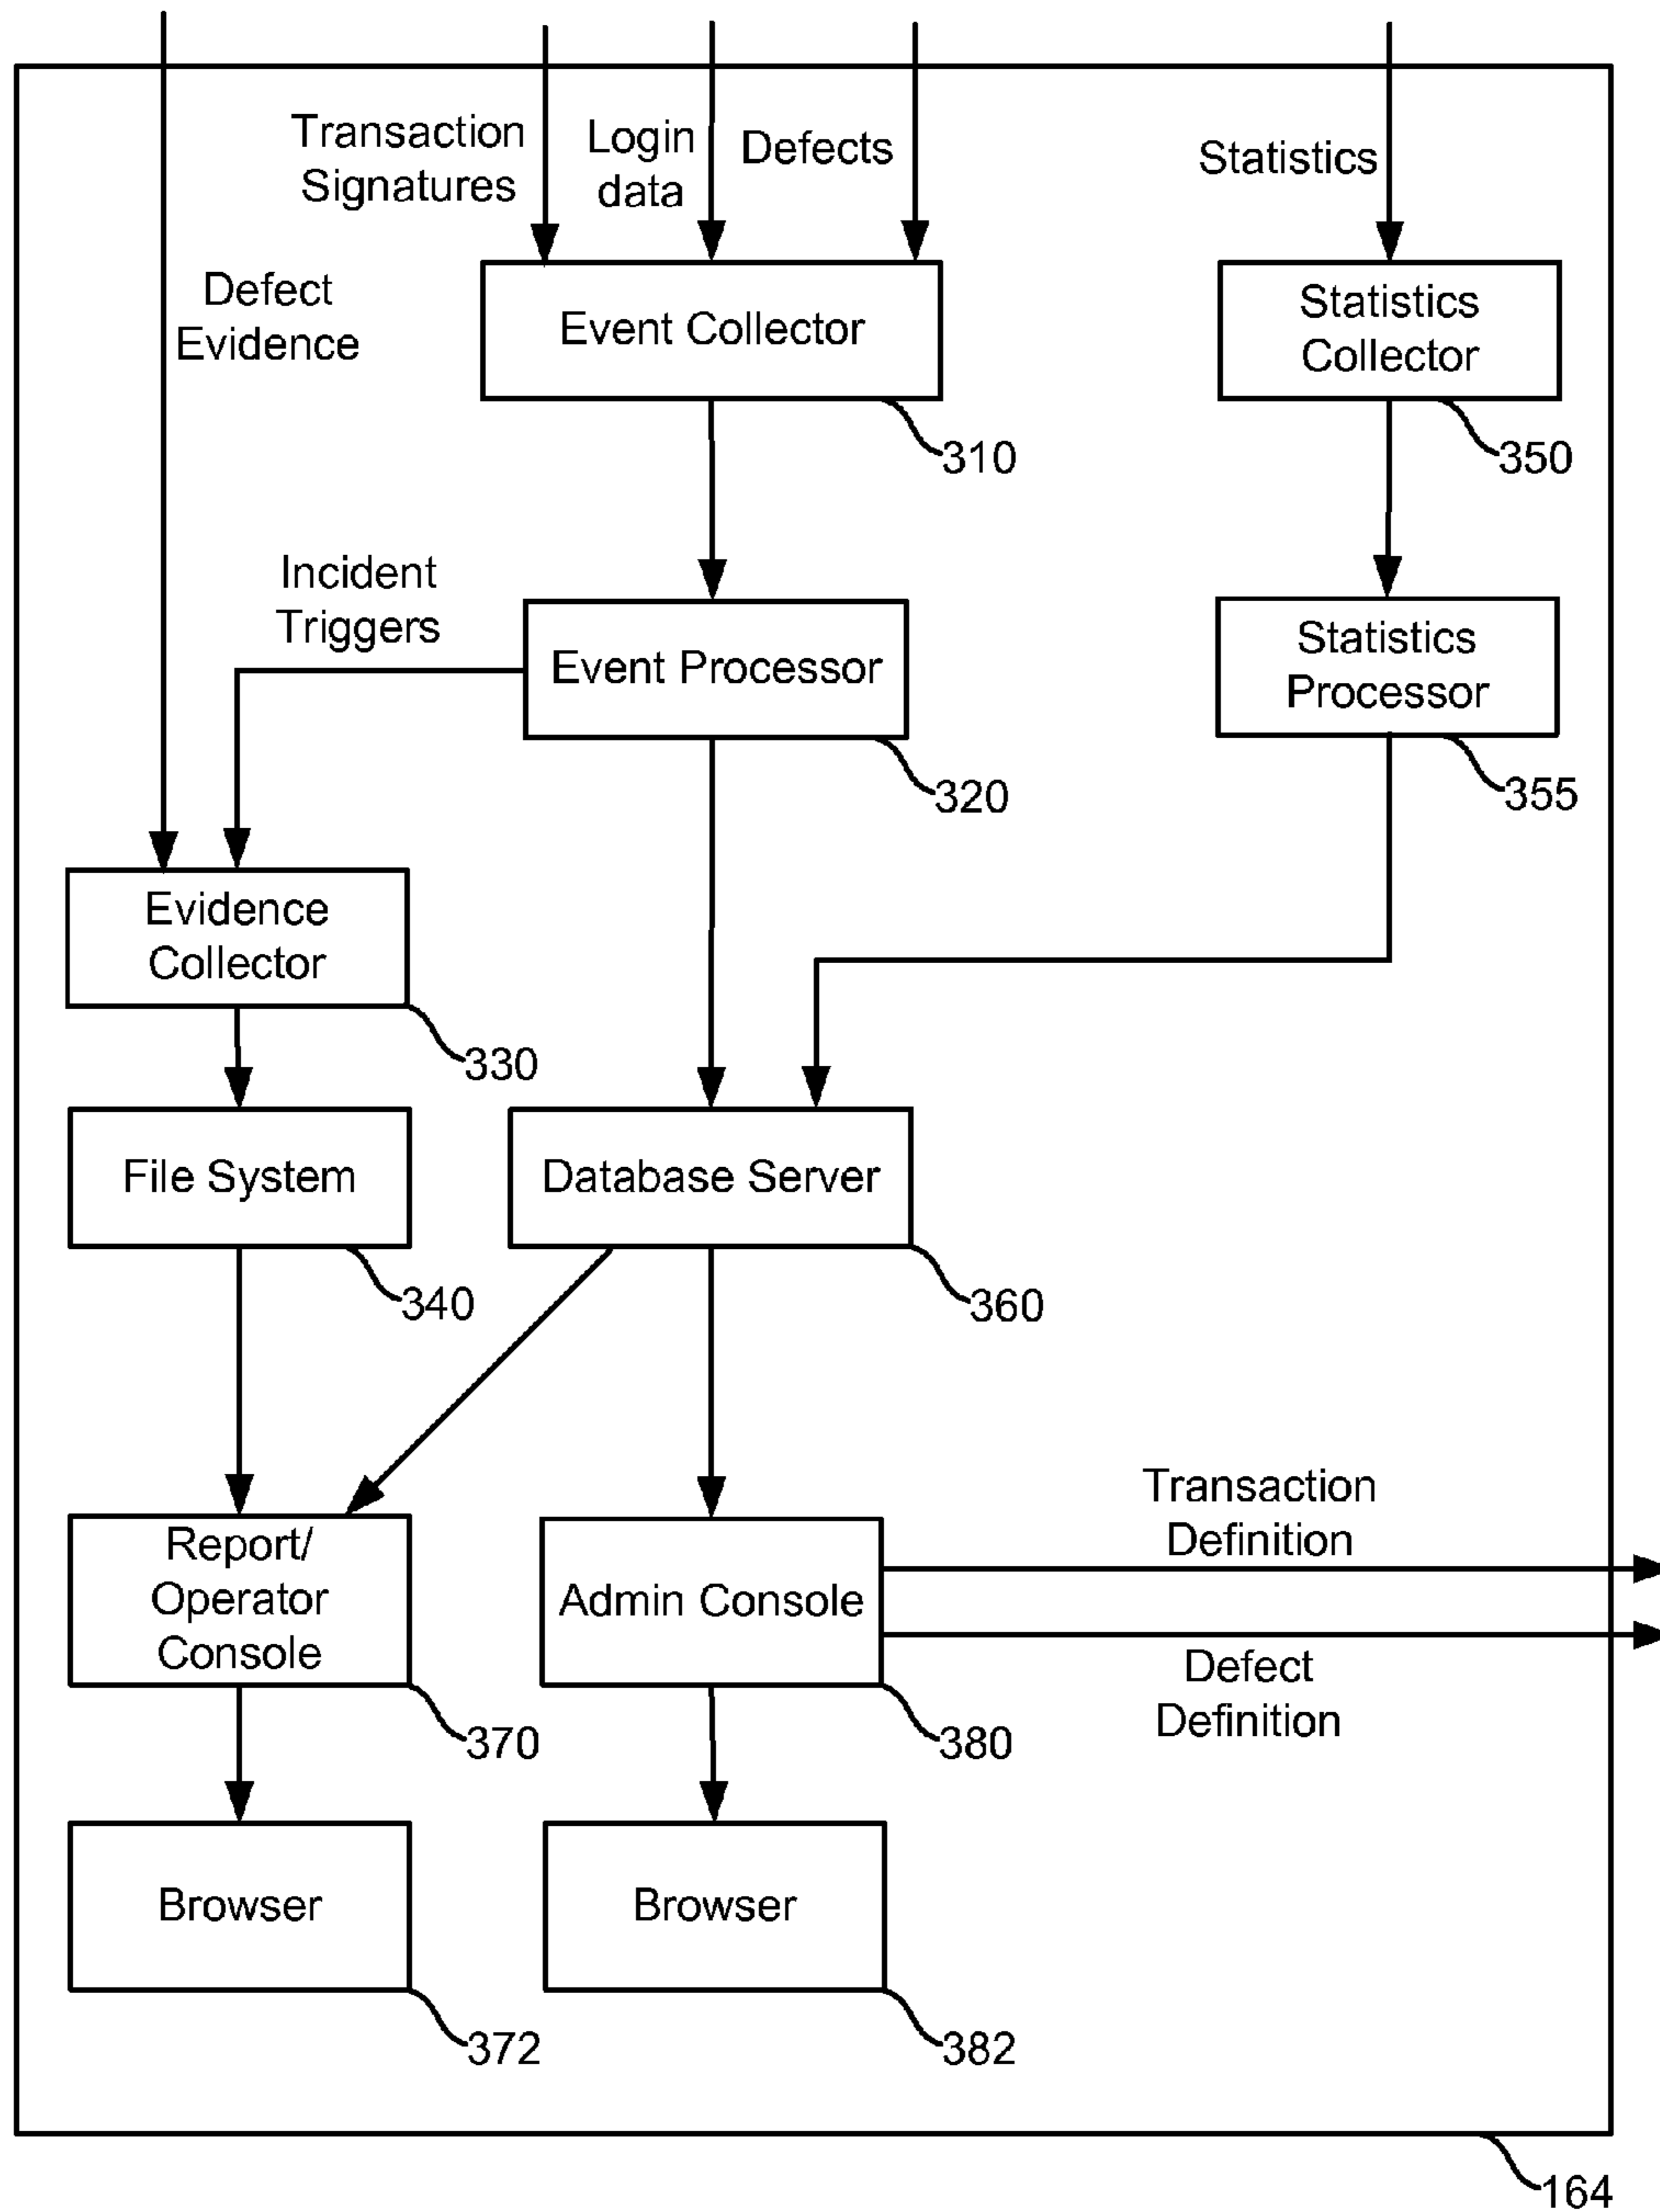 Transaction
Signatures
Login
data
Defects
Statistics
Defect
Evidence
Event Collector
310
Statistics
Collector
350
Incident
Triggers
Event Processor
320
Statistics
Processor
355
Evidence
Collector
330
File System
340
Database Server
360
Report/
Operator
Console
370
Admin Console
380
Transaction
Definition
Defect
Definition
Browser
372
Browser
382
164